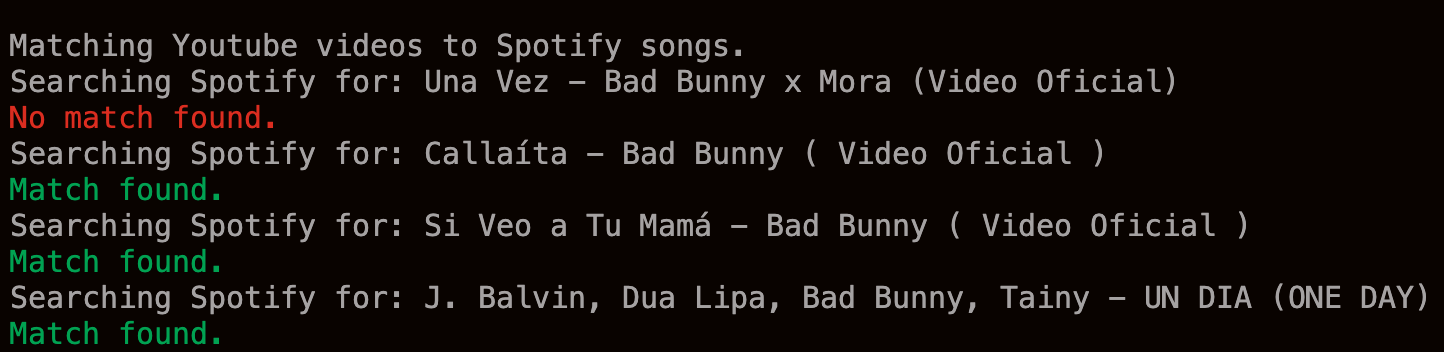 Matching Youtube videos to Spotify songs.
Searching Spotify for: Una Vez - Bad Bunny x Mora (Video Oficial)
No match found.
Searching Spotify for: Callaíta - Bad Bunny ( Video Oficial )
Match found.
Searching Spotify for: Si Veo a Tu Mamá - Bad Bunny ( Video Oficial )
Match found.
Searching Spotify for: J. Balvin, Dua Lipa, Bad Bunny, Tainy - UN DIA (ONE DAY)
Match found.